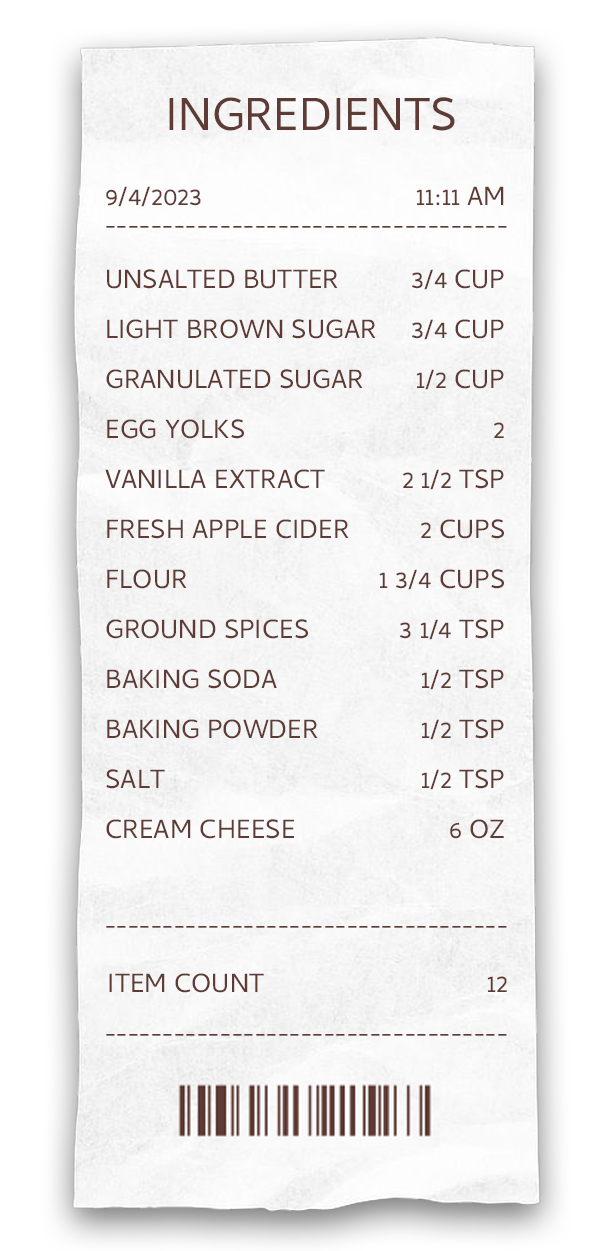 INGREDIENTS
9/4/2023 11:11 AM
UNSALTED BUTTER 3/4 CUP
LIGHT BROWN SUGAR 3/4 CUP
GRANULATED SUGAR 1/2 CUP
EGG YOLKS 2
VANILLA EXTRACT 2 1/2 TSP
FRESH APPLE CIDER 2 CUPS
FLOUR 1 3/4 CUPS
GROUND SPICES 3 1/4 TSP
BAKING SODA 1/2 TSP
BAKING POWDER 1/2 TSP
SALT 1/2 TSP
CREAM CHEESE 6 OZ
ITEM COUNT 12